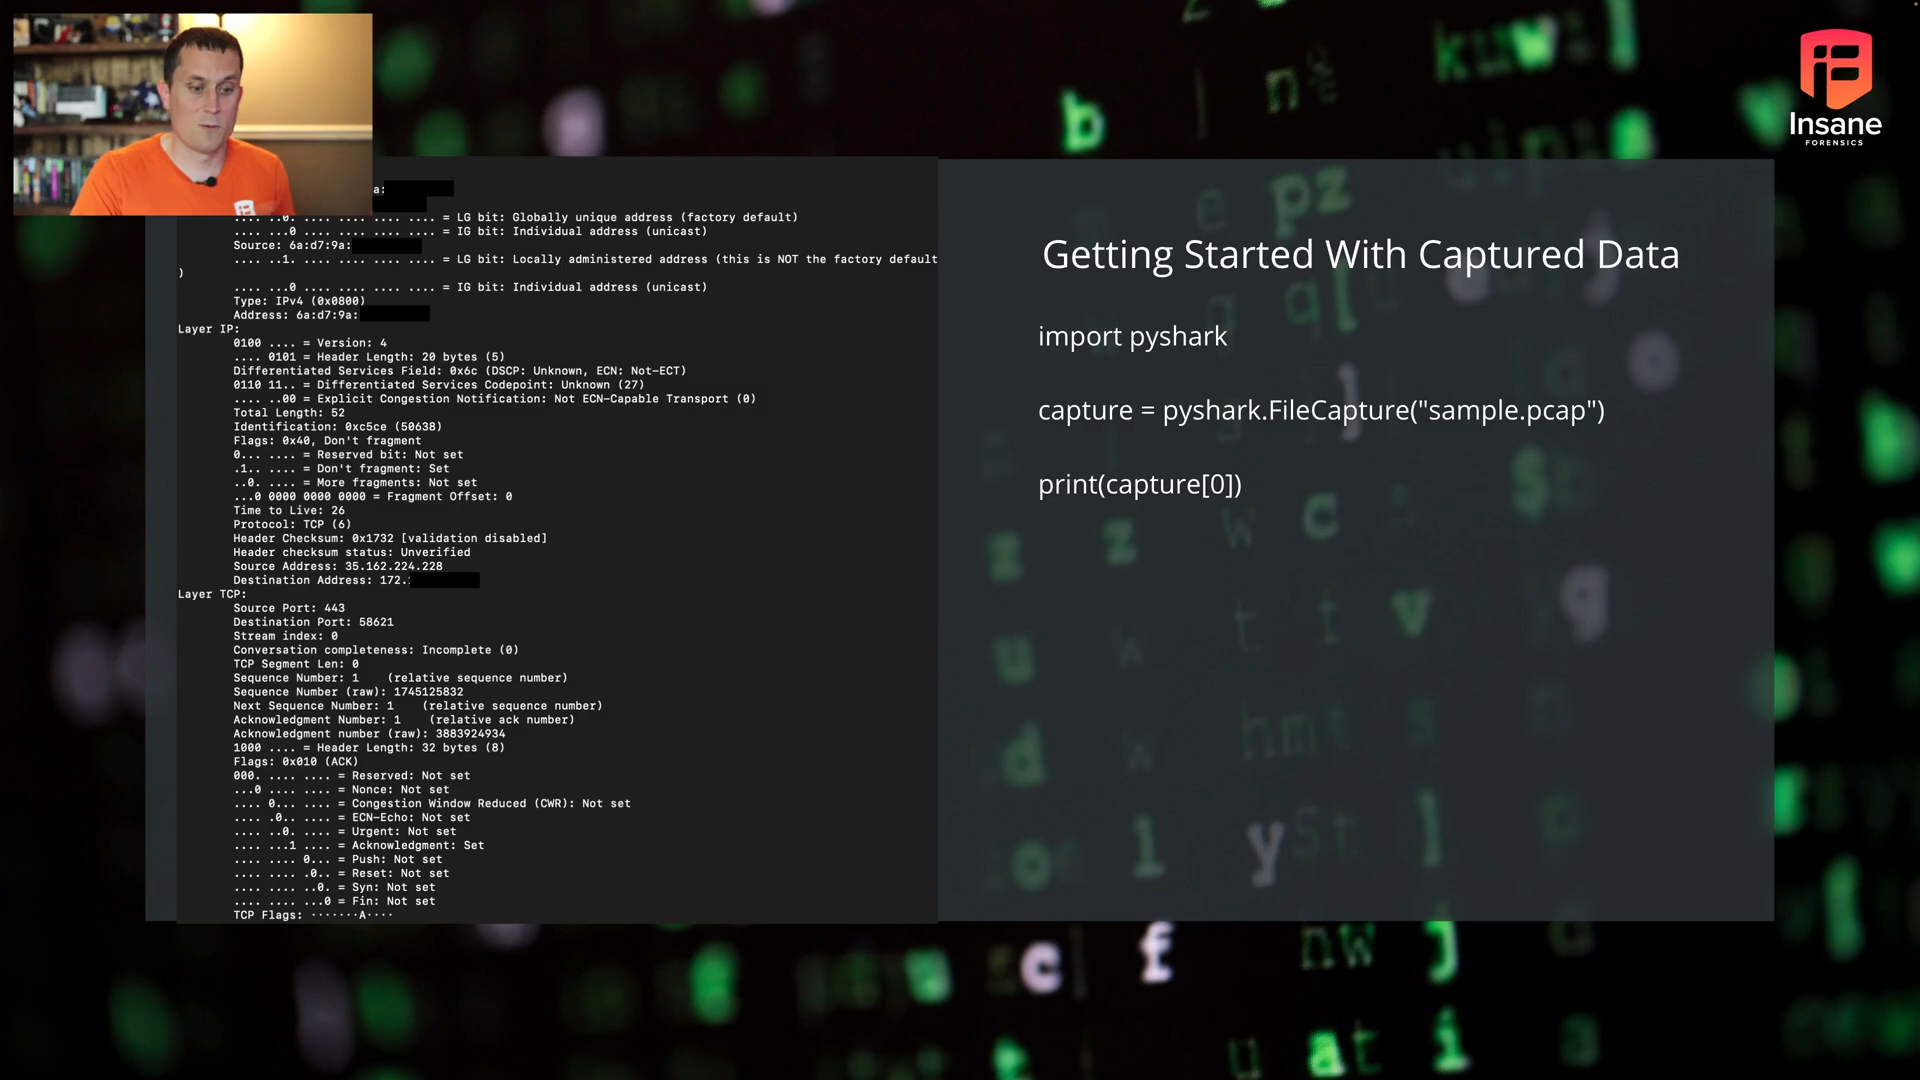 Insane
FORENSICS
a:
.... ..0. .... .... .... .... = LG bit: Globally unique address (factory default)
.... ...0 .... .... .... .... = IG bit: Individual address (unicast)
Source: 6a:d7:9a:
.... ..1. .... .... .... .... = LG bit: Locally administered address (this is NOT the factory default
)
.... ...0 .... .... .... .... = IG bit: Individual address (unicast)
Type: IPv4 (0x0800)
Address: 6a:d7:9a:
Layer IP:
0100 .... = Version: 4
.... 0101 = Header Length: 20 bytes (5)
Differentiated Services Field: 0x6c (DSCP: Unknown, ECN: Not-ECT)
0110 11.. = Differentiated Services Codepoint: Unknown (27)
.... ..00 = Explicit Congestion Notification: Not ECN-Capable Transport (0)
Total Length: 52
Identification: 0xc5ce (50638)
Flags: 0x40, Don't fragment
0... .... = Reserved bit: Not set
.1.. .... = Don't fragment: Set
..0. .... = More fragments: Not set
...0 0000 0000 0000 = Fragment Offset: 0
Time to Live: 26
Protocol: TCP (6)
Header Checksum: 0x1732 [validation disabled]
Header checksum status: Unverified
Source Address: 35.162.224.228
Destination Address: 172.
Layer TCP:
Source Port: 443
Destination Port: 58621
Stream index: 0
Conversation completeness: Incomplete (0)
TCP Segment Len: 0
Sequence Number: 1    (relative sequence number)
Sequence Number (raw): 1745125832
Next Sequence Number: 1    (relative sequence number)
Acknowledgment Number: 1    (relative ack number)
Acknowledgment number (raw): 3883924934
1000 .... = Header Length: 32 bytes (8)
Flags: 0x010 (ACK)
000. .... .... = Reserved: Not set
...0 .... .... = Nonce: Not set
.... 0... .... = Congestion Window Reduced (CWR): Not set
.... .0.. .... = ECN-Echo: Not set
.... ..0. .... = Urgent: Not set
.... ...1 .... = Acknowledgment: Set
.... .... 0... = Push: Not set
.... .... .0.. = Reset: Not set
.... .... ..0. = Syn: Not set
.... .... ...0 = Fin: Not set
TCP Flags: ·······A····
Getting Started With Captured Data
import pyshark
capture = pyshark.FileCapture("sample.pcap")
print(capture[0])